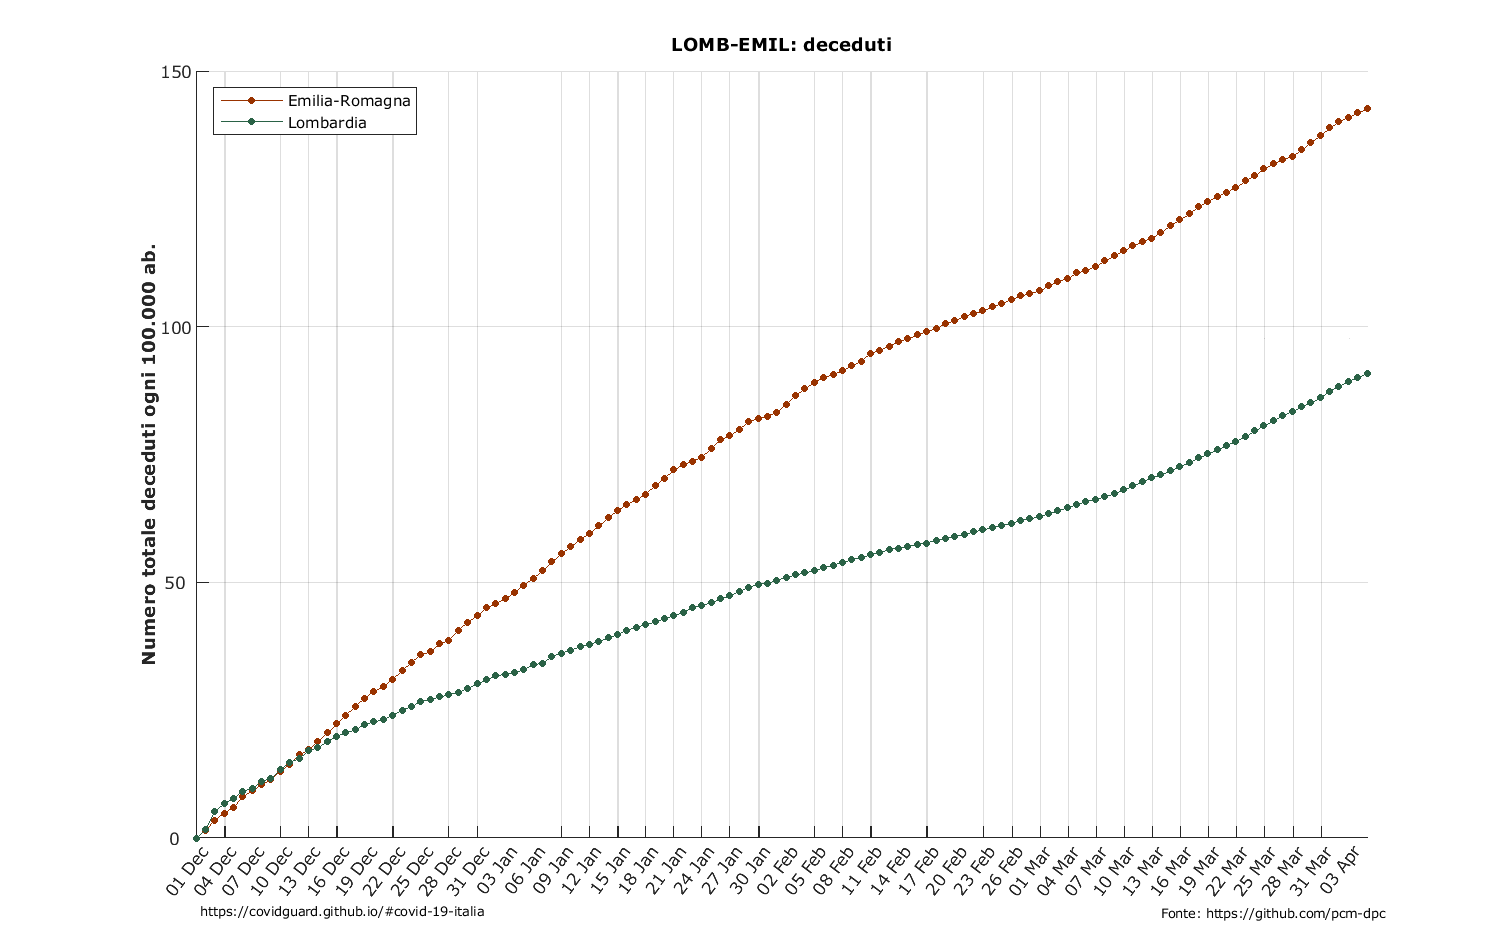 LOMB-EMIL: deceduti
150
100
50
0
Numero totale deceduti ogni 100.000 ab.
Emilia-Romagna
Lombardia
01 Dec
04 Dec
07 Dec
10 Dec
13 Dec
16 Dec
19 Dec
22 Dec
25 Dec
28 Dec
31 Dec
03 Jan
06 Jan
09 Jan
12 Jan
15 Jan
18 Jan
21 Jan
24 Jan
27 Jan
30 Jan
02 Feb
05 Feb
08 Feb
11 Feb
14 Feb
17 Feb
20 Feb
23 Feb
26 Feb
01 Mar
04 Mar
07 Mar
10 Mar
13 Mar
16 Mar
19 Mar
22 Mar
25 Mar
28 Mar
31 Mar
03 Apr
https://covidguard.github.io/#covid-19-italia
Fonte: https://github.com/pcm-dpc